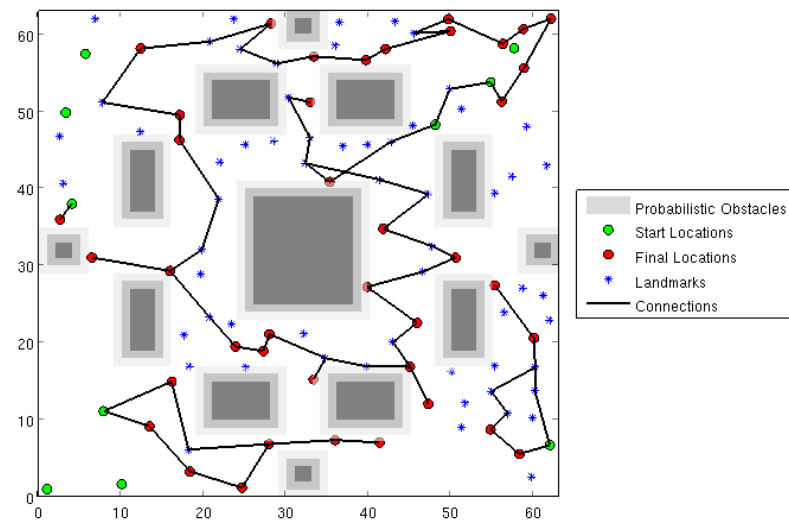 60
50
40
30
20
10
0
0 10 20 30 40 50 60
Probabilistic Obstacles
Start Locations
Final Locations
Landmarks
Connections